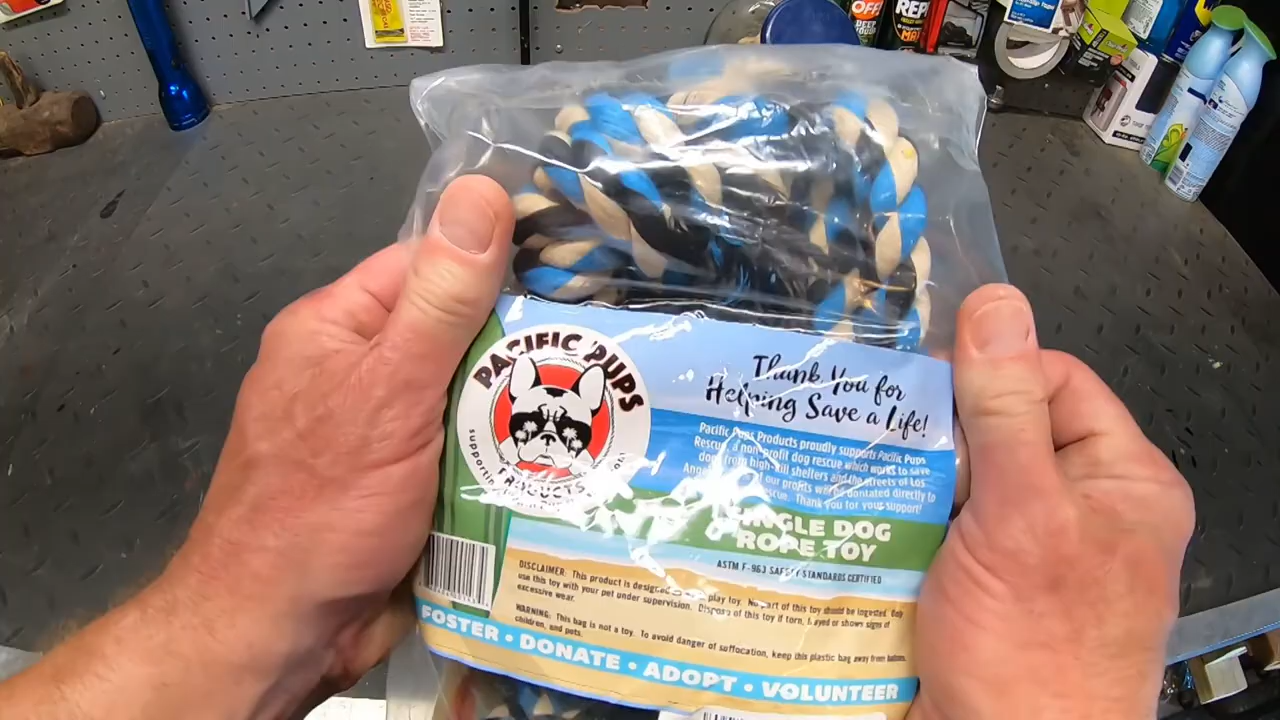 OFF!
DEEP
REP
PACIFIC PUPS
PRODUCTS
Thank You for
Helping Save a Life!
Pacific Pups Products proudly supports Pacific Pups
Rescue, a non-profit dog rescue which works to save
from high-kill shelters and the streets of Los
of our profits will be dontated directly to
Thank you for your support!
DOG
ROPE TOY
ASTM F-963 SAFETY STANDARDS CERTIFIED
DISCLAIMER: This product is designed play toy. No part of this toy should be ingested. Only
use this toy with your pet under supervision. Dispose of this toy if torn, frayed or shows signs of
excessive wear.
WARNING: This bag is not a toy. To avoid danger of suffocation, keep this plastic bag away from babies,
children, and pets.
FOSTER • DONATE • ADOPT • VOLUNTEER